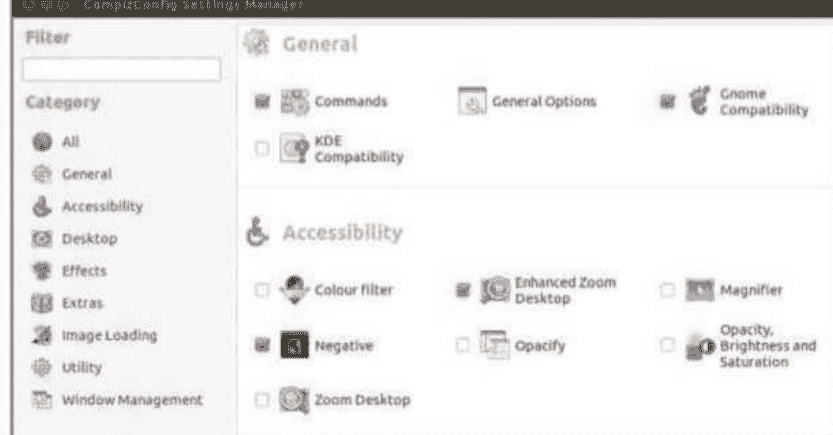 CompizConfig Settings Manager
Filter
Category
All
General
Accessibility
Desktop
Effects
Extras
Image Loading
Utility
Window Management
General
Commands
General Options
Gnome
Compatibility
KDE
Compatibility
Accessibility
Colour filter
Enhanced Zoom
Desktop
Magnifier
Negative
Opacify
Opacity,
Brightness and
Saturation
Zoom Desktop